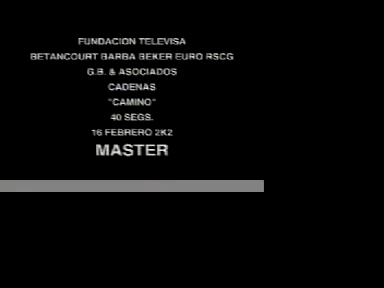 FUNDACION TELEVISA
BETANCOURT BARBA BEKER EURO RSCG
G.B. & ASOCIADOS
CADENAS
"CAMINO"
40 SEGS.
16 FEBRERO 2K2
MASTER